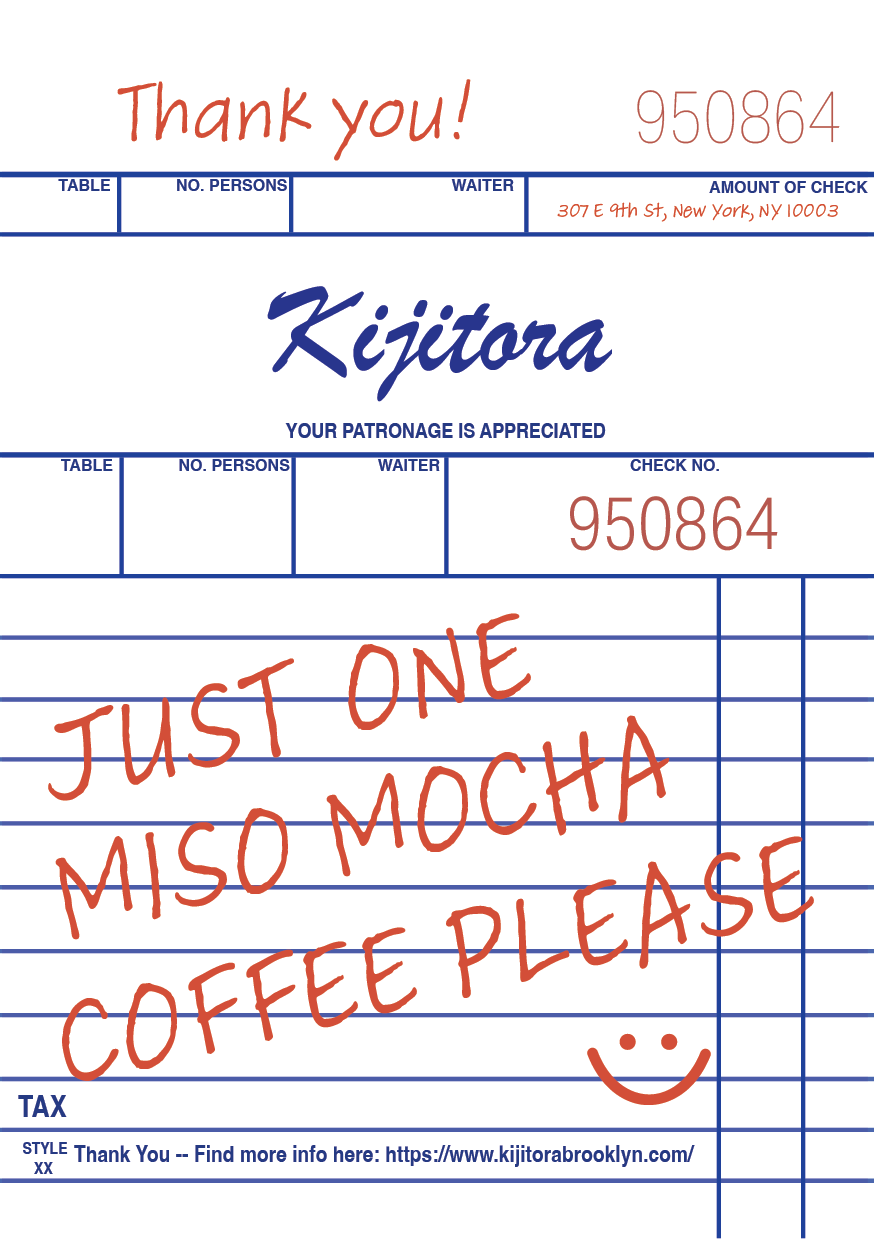 Thank you! 950864
TABLE NO. PERSONS WAITER AMOUNT OF CHECK
307 E 9th St, New York, NY 10003
Kijitora
YOUR PATRONAGE IS APPRECIATED
TABLE NO. PERSONS WAITER CHECK NO.
950864
JUST ONE
MISO MOCHA
COFFEE PLEASE
TAX
STYLE XX Thank You -- Find more info here: https://www.kijitorabrooklyn.com/